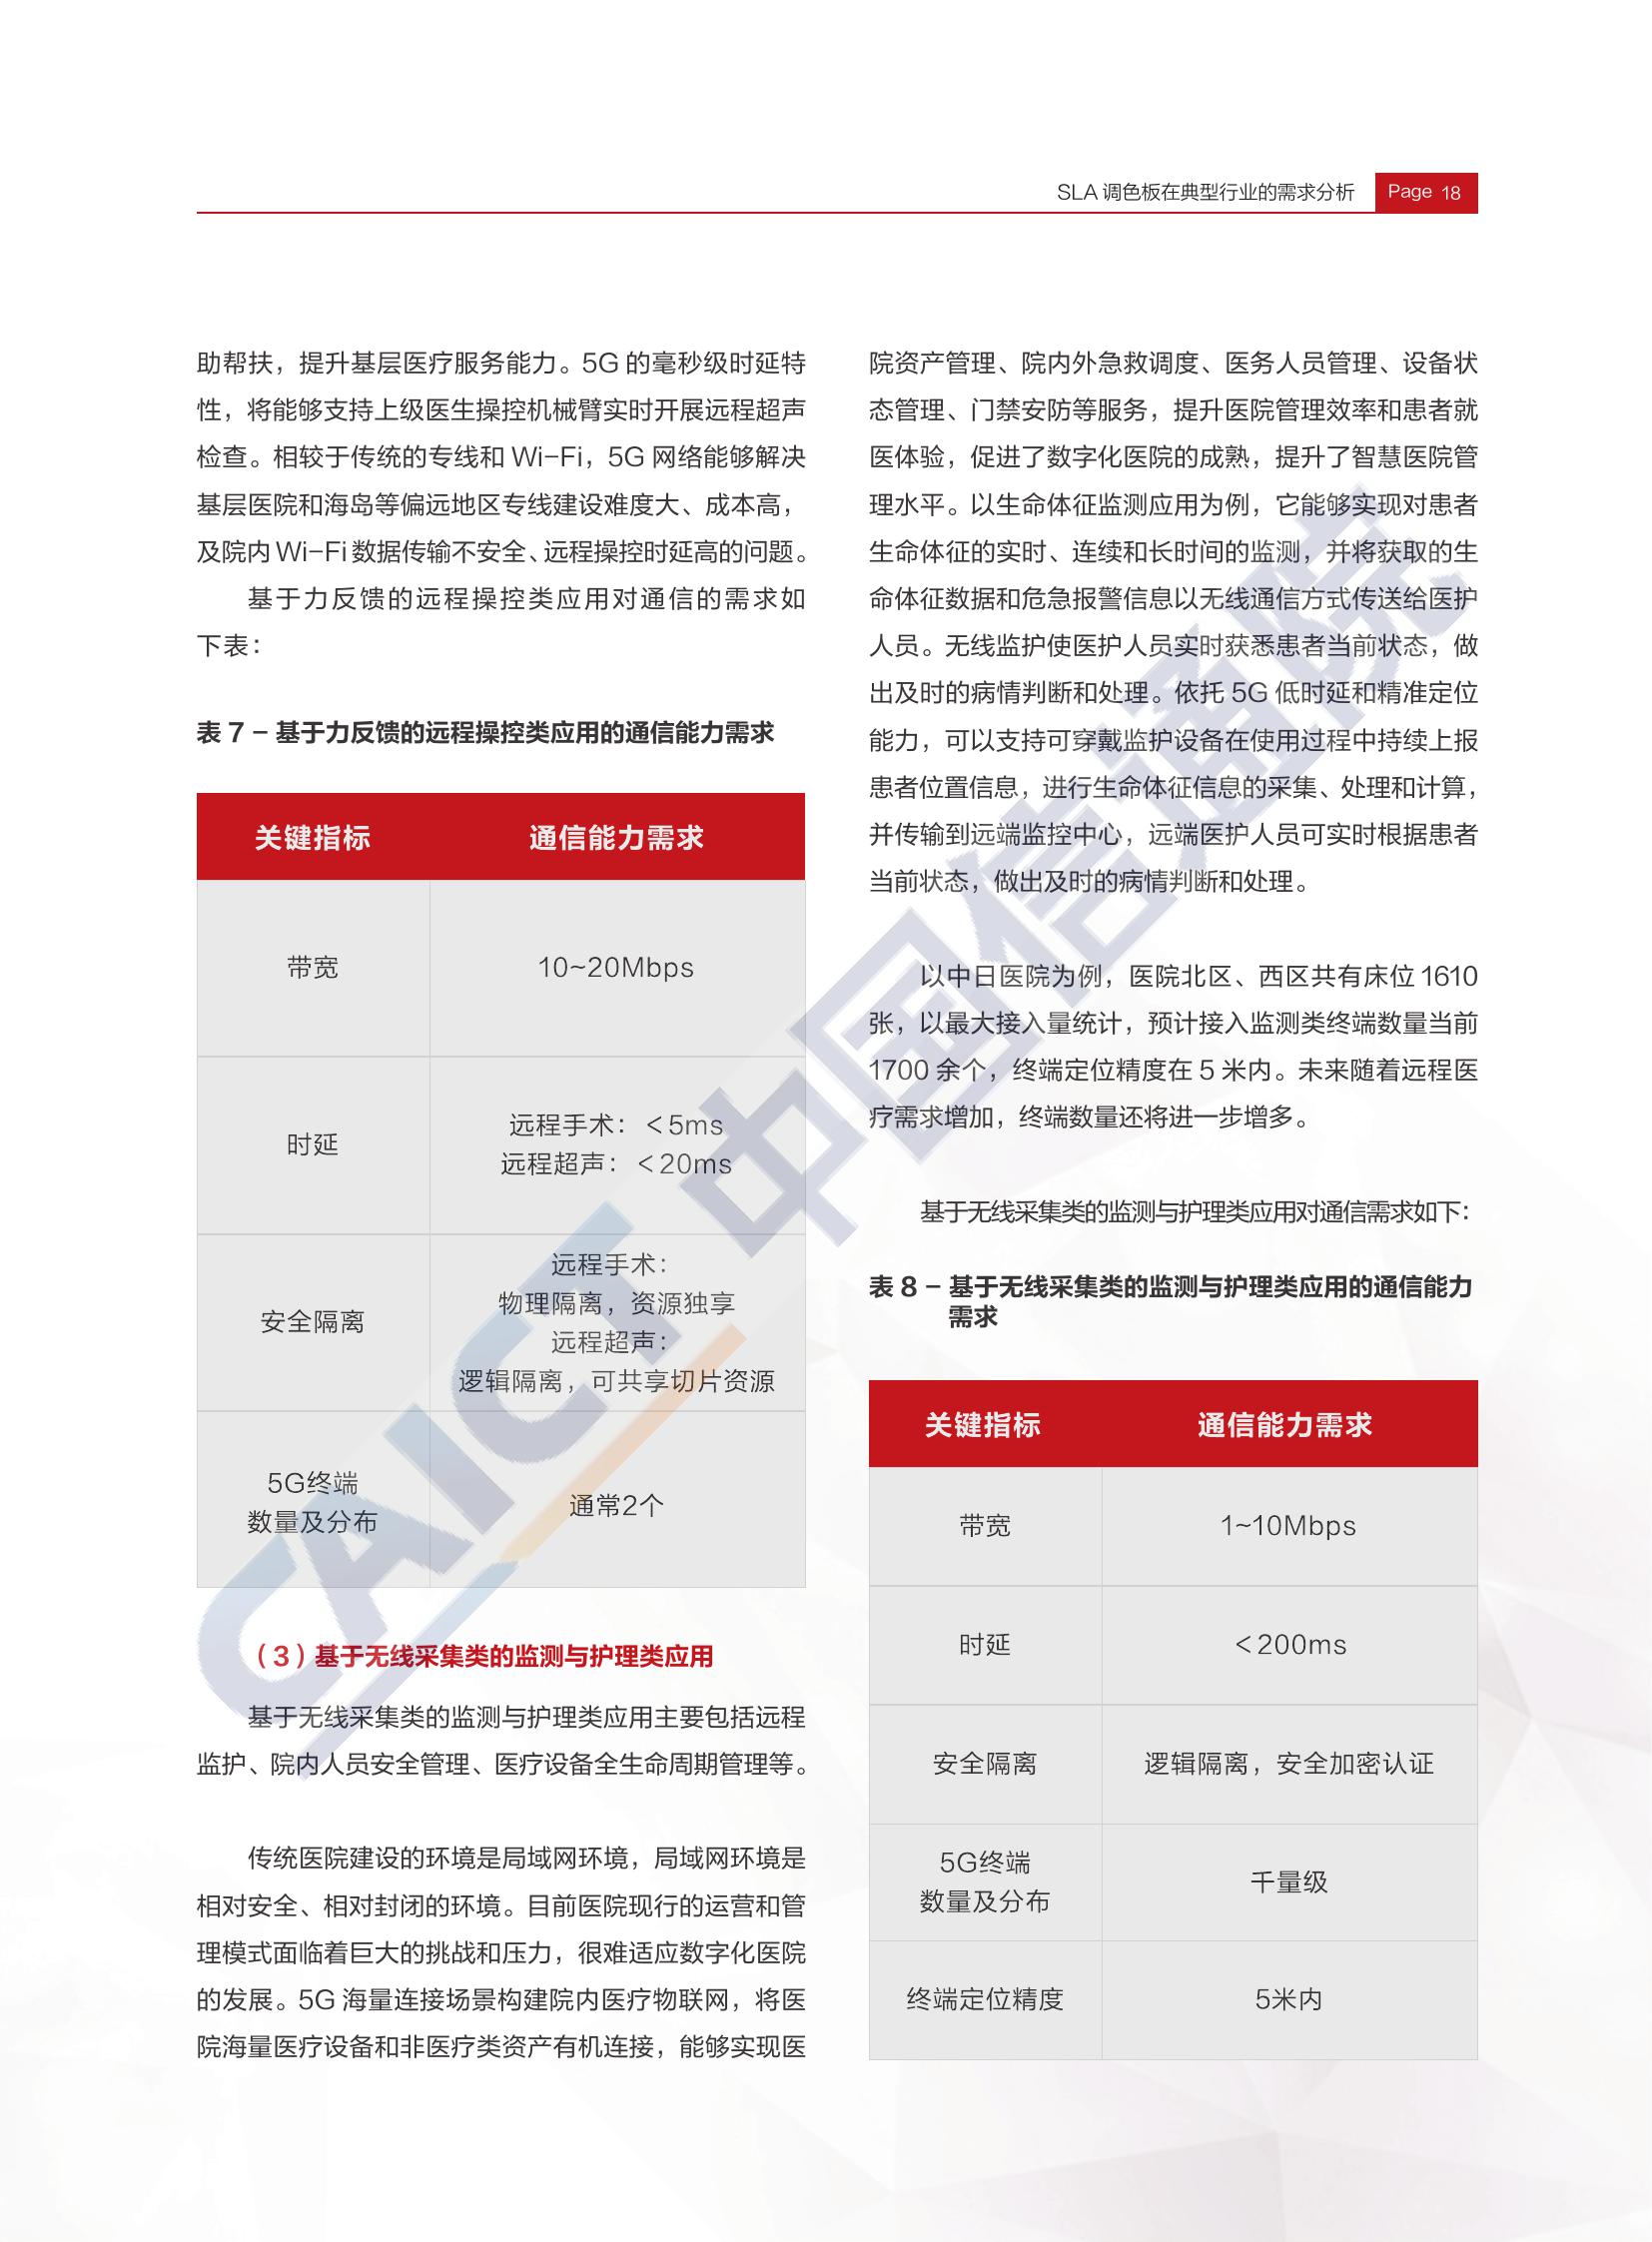 SLA 调色板在典型行业的需求分析 Page 18
助帮扶，提升基层医疗服务能力。5G 的毫秒级时延特
性，将能够支持上级医生操控机械臂实时开展远程超声
检查。相较于传统的专线和 Wi-Fi，5G 网络能够解决
基层医院和海岛等偏远地区专线建设难度大、成本高，
及院内 Wi-Fi 数据传输不安全、远程操控时延高的问题。
基于力反馈的远程操控类应用对通信的需求如
下表：
表 7 - 基于力反馈的远程操控类应用的通信能力需求
关键指标 通信能力需求
带宽 10~20Mbps
时延
远程手术：＜5ms
远程超声：＜20ms
安全隔离
远程手术：
物理隔离，资源独享
远程超声：
逻辑隔离，可共享切片资源
5G终端
数量及分布
通常2个
（3）基于无线采集类的监测与护理类应用
基于无线采集类的监测与护理类应用主要包括远程
监护、院内人员安全管理、医疗设备全生命周期管理等。
传统医院建设的环境是局域网环境，局域网环境是
相对安全、相对封闭的环境。目前医院现行的运营和管
理模式面临着巨大的挑战和压力，很难适应数字化医院
的发展。5G 海量连接场景构建院内医疗物联网，将医
院海量医疗设备和非医疗类资产有机连接，能够实现医
院资产管理、院内外急救调度、医务人员管理、设备状
态管理、门禁安防等服务，提升医院管理效率和患者就
医体验，促进了数字化医院的成熟，提升了智慧医院管
理水平。以生命体征监测应用为例，它能够实现对患者
生命体征的实时、连续和长时间的监测，并将获取的生
命体征数据和危急报警信息以无线通信方式传送给医护
人员。无线监护使医护人员实时获悉患者当前状态，做
出及时的病情判断和处理。依托 5G 低时延和精准定位
能力，可以支持可穿戴监护设备在使用过程中持续上报
患者位置信息，进行生命体征信息的采集、处理和计算，
并传输到远端监控中心，远端医护人员可实时根据患者
当前状态，做出及时的病情判断和处理。
以中日医院为例，医院北区、西区共有床位 1610
张，以最大接入量统计，预计接入监测类终端数量当前
1700 余个，终端定位精度在 5 米内。未来随着远程医
疗需求增加，终端数量还将进一步增多。
基于无线采集类的监测与护理类应用对通信需求如下：
表 8 - 基于无线采集类的监测与护理类应用的通信能力
需求
关键指标 通信能力需求
带宽 1~10Mbps
时延 ＜200ms
安全隔离 逻辑隔离，安全加密认证
5G终端
数量及分布
千量级
终端定位精度 5米内
CAICT 中国信通院